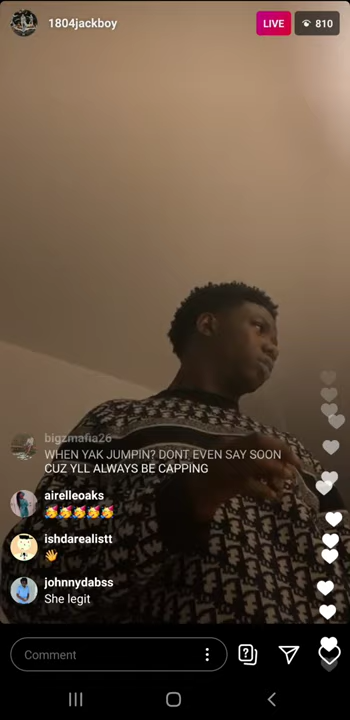 1804jackboy
LIVE
810
bigzmafia26
WHEN YAK JUMPIN? DONT EVEN SAY SOON
CUZ YLL ALWAYS BE CAPPING
airelleoaks
🥳🥳🥳🥳🥳
ishdarealistt
👋
johnnydabss
She legit
Comment